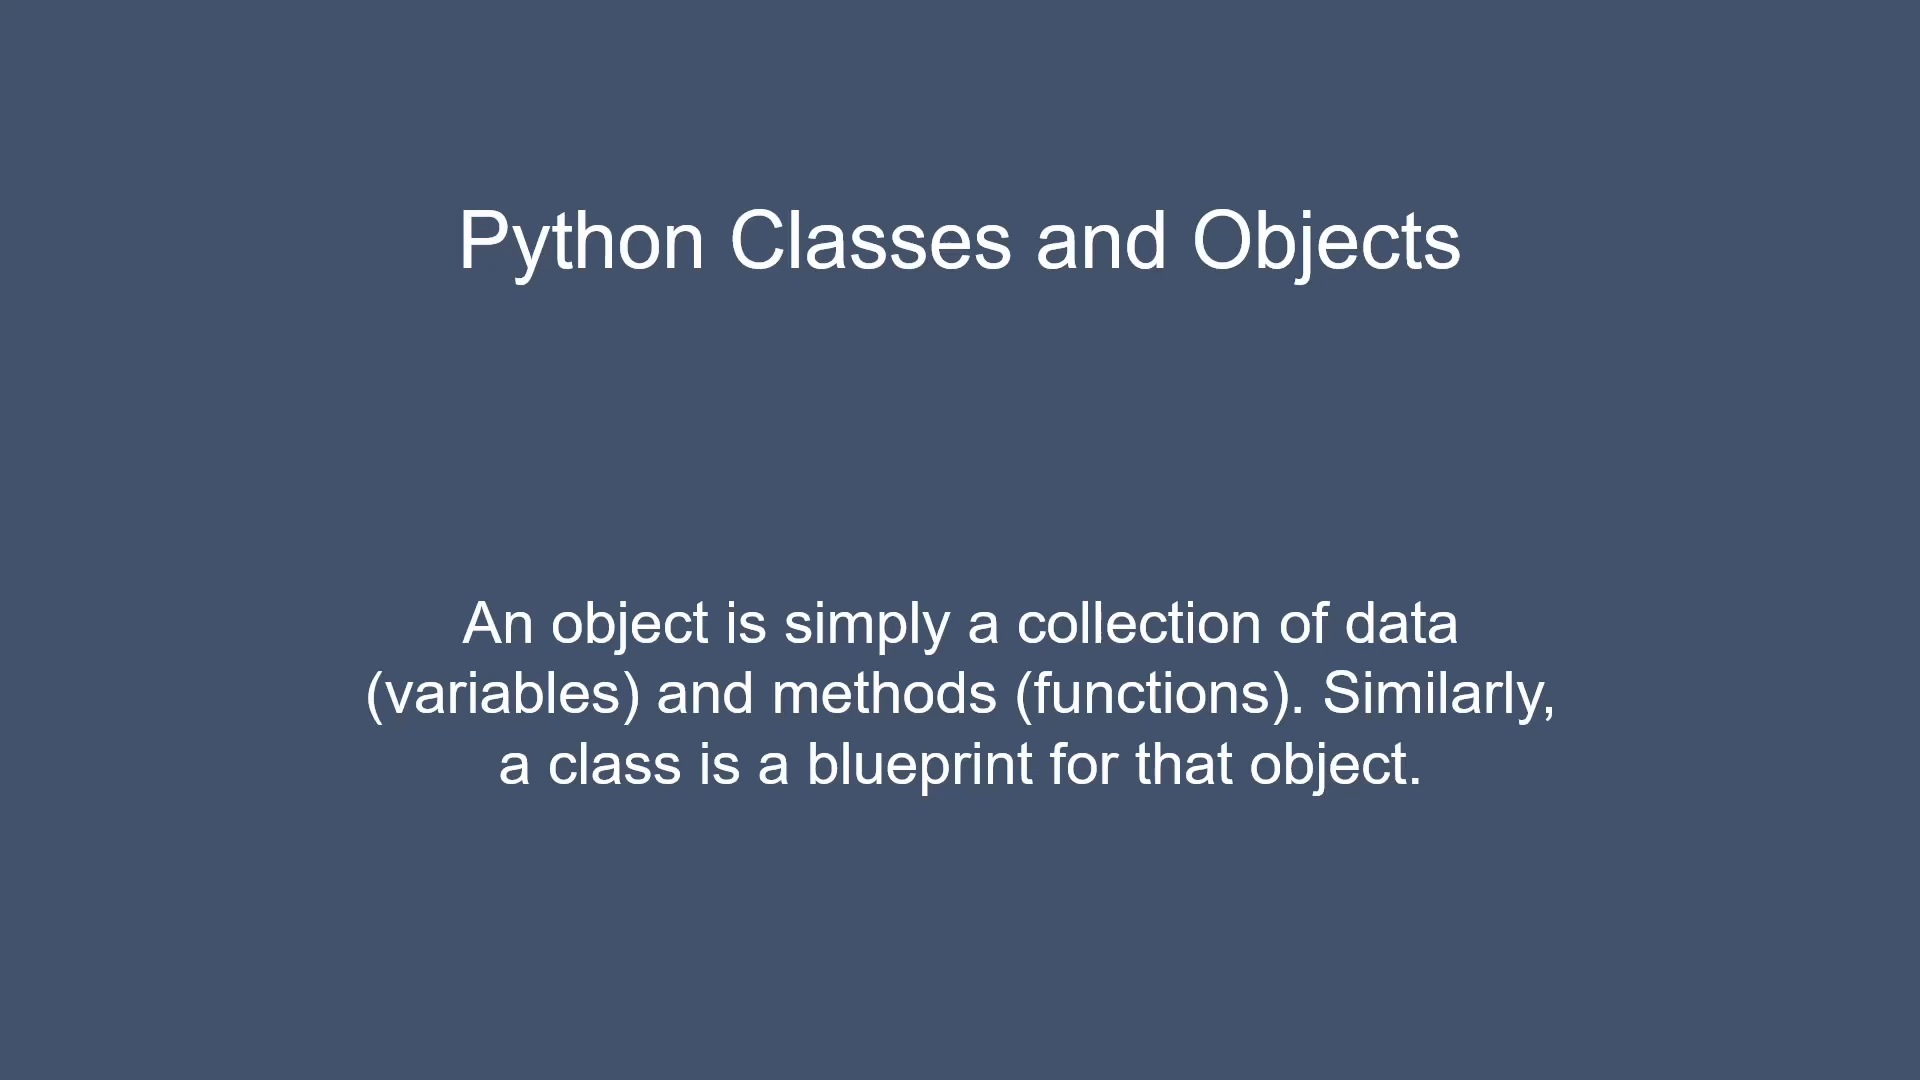 Python Classes and Objects
An object is simply a collection of data
(variables) and methods (functions). Similarly,
a class is a blueprint for that object.